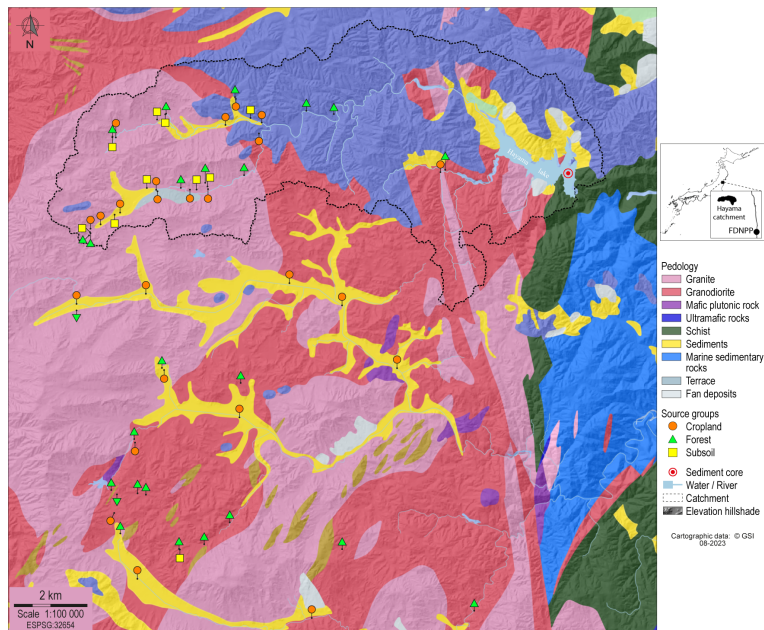 N
Hayama lake
2 km
Scale 1:100 000
ESPSG:32654
Hayama
catchment
FDNPP
Pedology
Granite
Granodiorite
Mafic plutonic rock
Ultramafic rocks
Schist
Sediments
Marine sedimentary
rocks
Terrace
Fan deposits
Source groups
Cropland
Forest
Subsoil
Sediment core
Water / River
Catchment
Elevation hillshade
Cartographic data: © GSI
08-2023